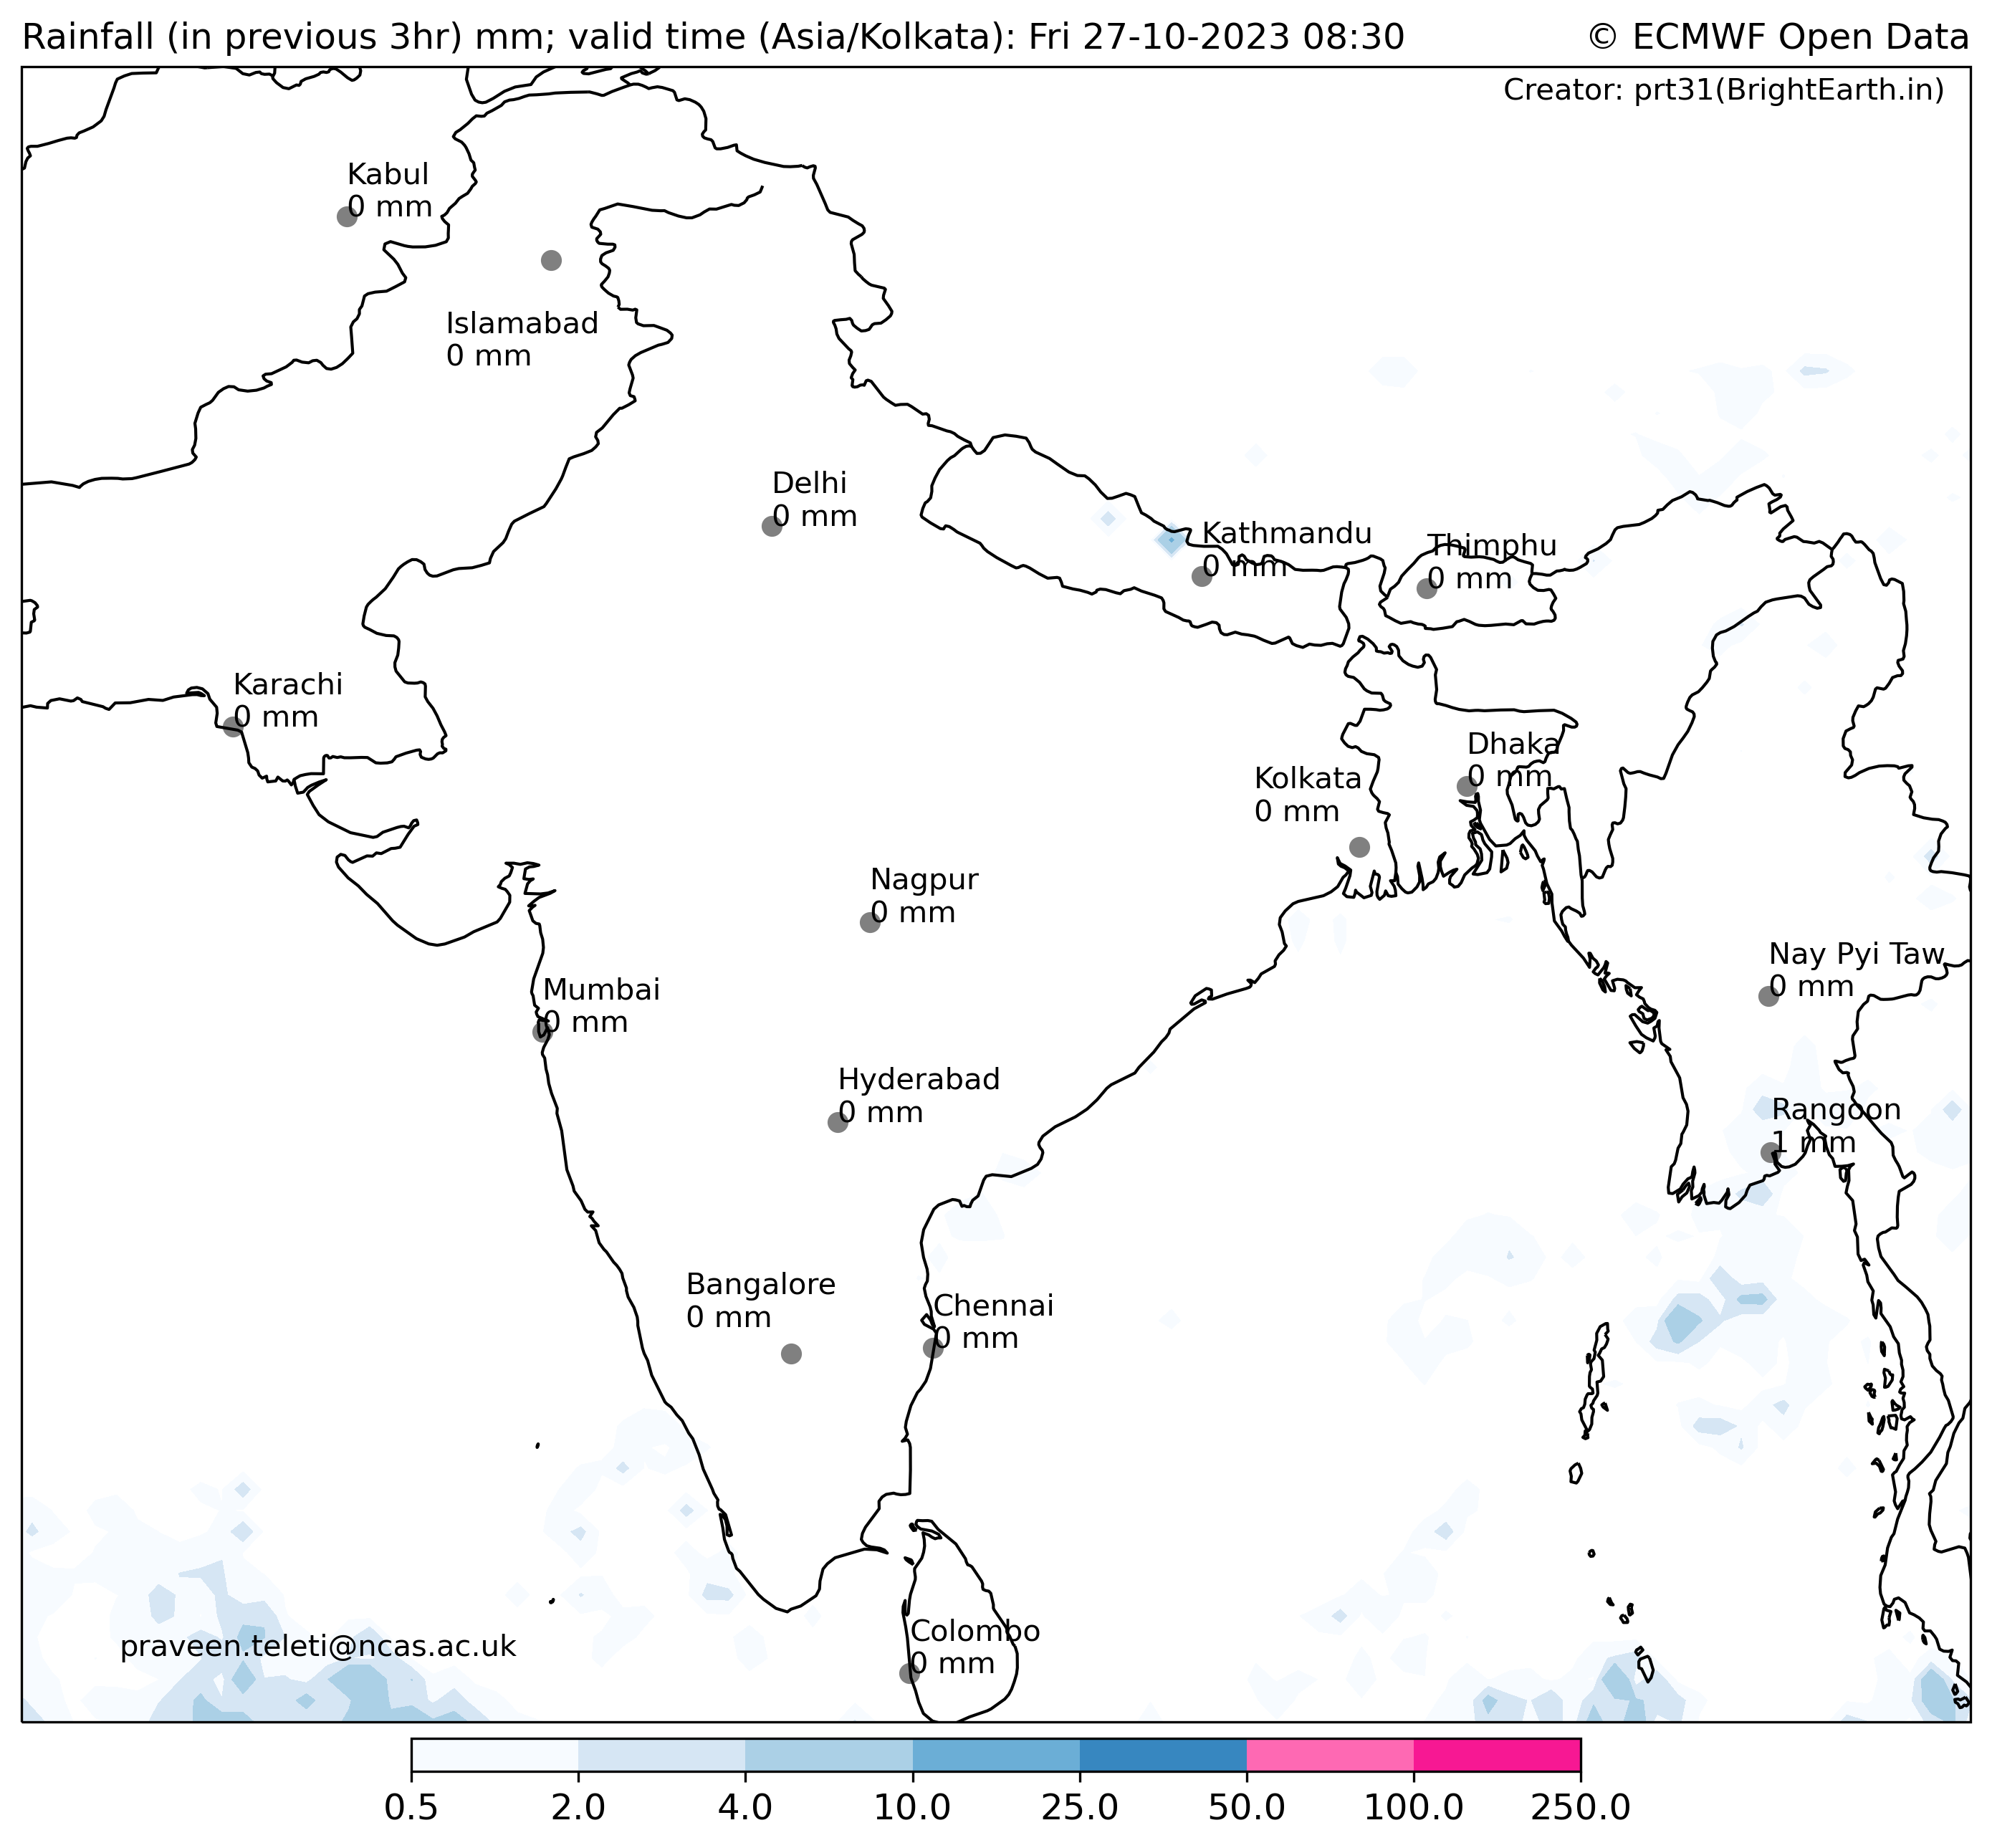 Rainfall (in previous 3hr) mm; valid time (Asia/Kolkata): Fri 27-10-2023 08:30
© ECMWF Open Data
Creator: prt31(BrightEarth.in)
Kabul
0 mm
Islamabad
0 mm
Delhi
0 mm
Kathmandu
0 mm
Thimphu
0 mm
Karachi
0 mm
Dhaka
0 mm
Kolkata
0 mm
Nagpur
0 mm
Nay Pyi Taw
0 mm
Mumbai
0 mm
Hyderabad
0 mm
Rangoon
1 mm
Bangalore
0 mm
Chennai
0 mm
Colombo
0 mm
praveen.teleti@ncas.ac.uk
0.5 2.0 4.0 10.0 25.0 50.0 100.0 250.0